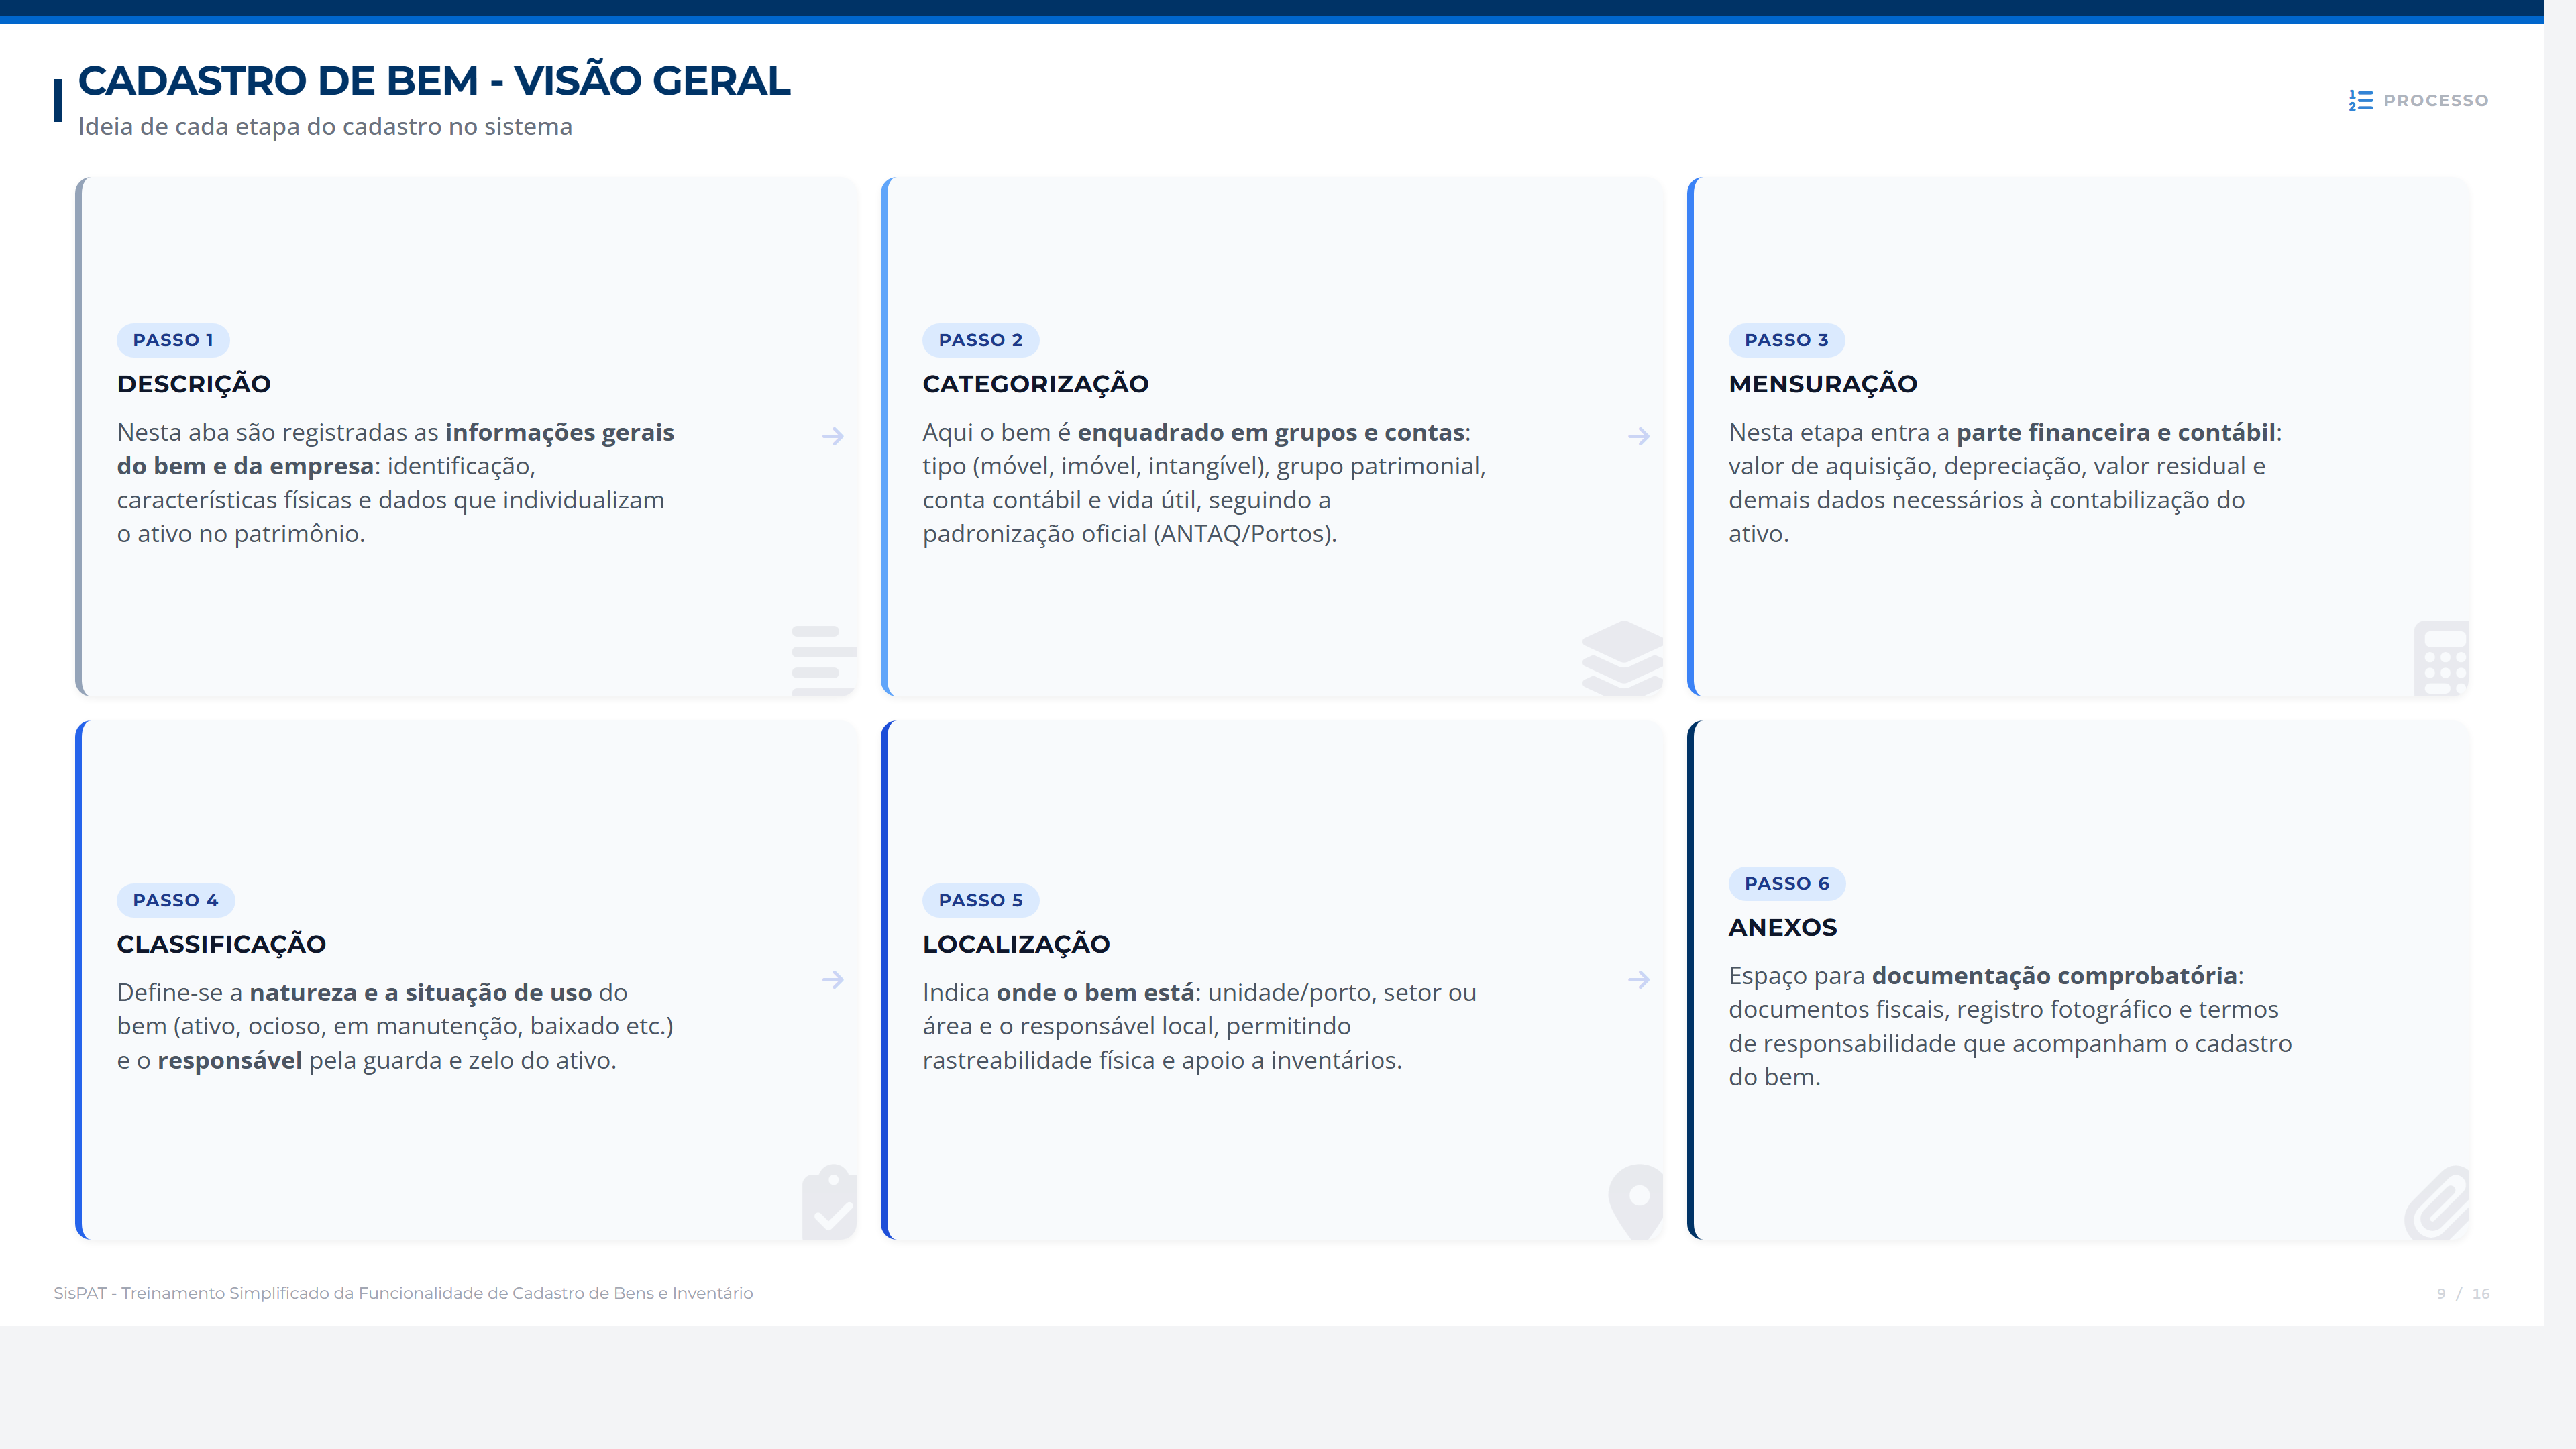 CADASTRO DE BEM - VISÃO GERAL
Ideia de cada etapa do cadastro no sistema
PROCESSO
PASSO 1
DESCRIÇÃO
Nesta aba são registradas as informações gerais
do bem e da empresa: identificação,
características físicas e dados que individualizam
o ativo no patrimônio.
PASSO 2
CATEGORIZAÇÃO
Aqui o bem é enquadrado em grupos e contas:
tipo (móvel, imóvel, intangível), grupo patrimonial,
conta contábil e vida útil, seguindo a
padronização oficial (ANTAQ/Portos).
PASSO 3
MENSURAÇÃO
Nesta etapa entra a parte financeira e contábil:
valor de aquisição, depreciação, valor residual e
demais dados necessários à contabilização do
ativo.
PASSO 4
CLASSIFICAÇÃO
Define-se a natureza e a situação de uso do
bem (ativo, ocioso, em manutenção, baixado etc.)
e o responsável pela guarda e zelo do ativo.
PASSO 5
LOCALIZAÇÃO
Indica onde o bem está: unidade/porto, setor ou
área e o responsável local, permitindo
rastreabilidade física e apoio a inventários.
PASSO 6
ANEXOS
Espaço para documentação comprobatória:
documentos fiscais, registro fotográfico e termos
de responsabilidade que acompanham o cadastro
do bem.
SisPAT - Treinamento Simplificado da Funcionalidade de Cadastro de Bens e Inventário
9 / 16